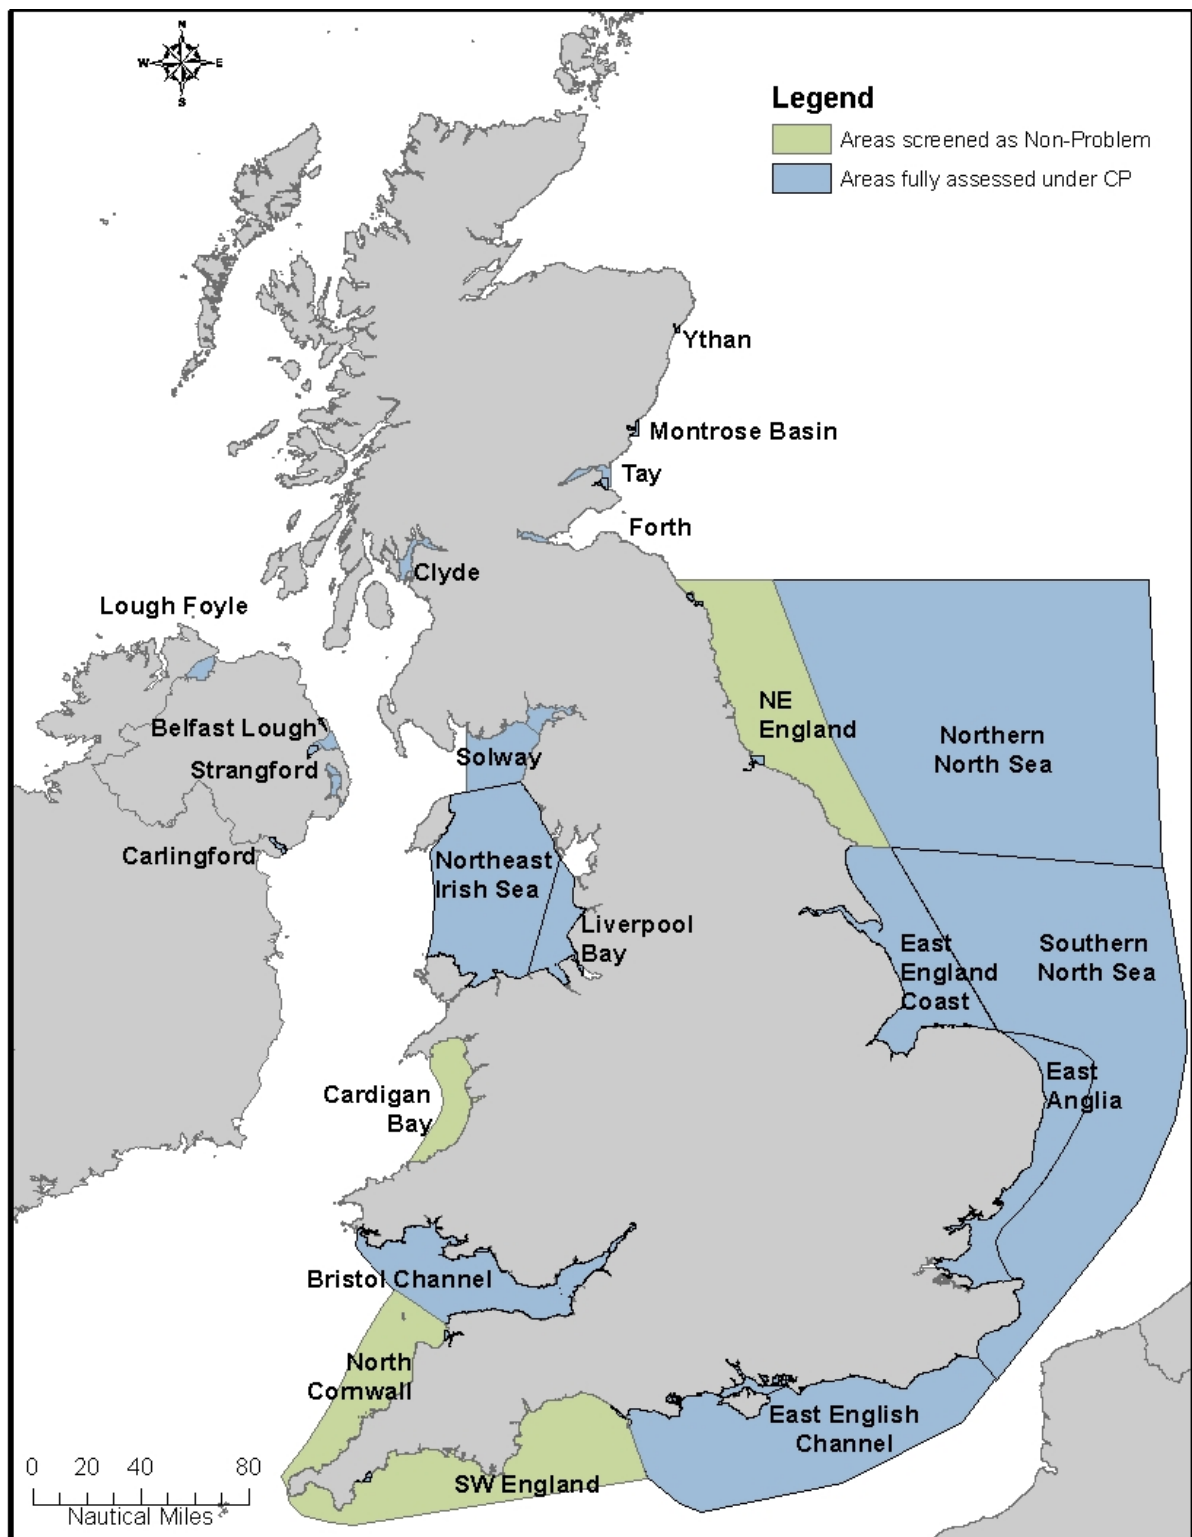 N
W E
S
Legend
Areas screened as Non-Problem
Areas fully assessed under CP
Ythan
Montrose Basin
Tay
Forth
Clyde
Lough Foyle
Belfast Lough
Strangford
Carlingford
Solway
NE
England
Northern
North Sea
Northeast
Irish Sea
Liverpool
Bay
East
England
Coast
Southern
North Sea
East
Anglia
Cardigan
Bay
Bristol Channel
North
Cornwall
East English
Channel
SW England
0 20 40 80
Nautical Miles